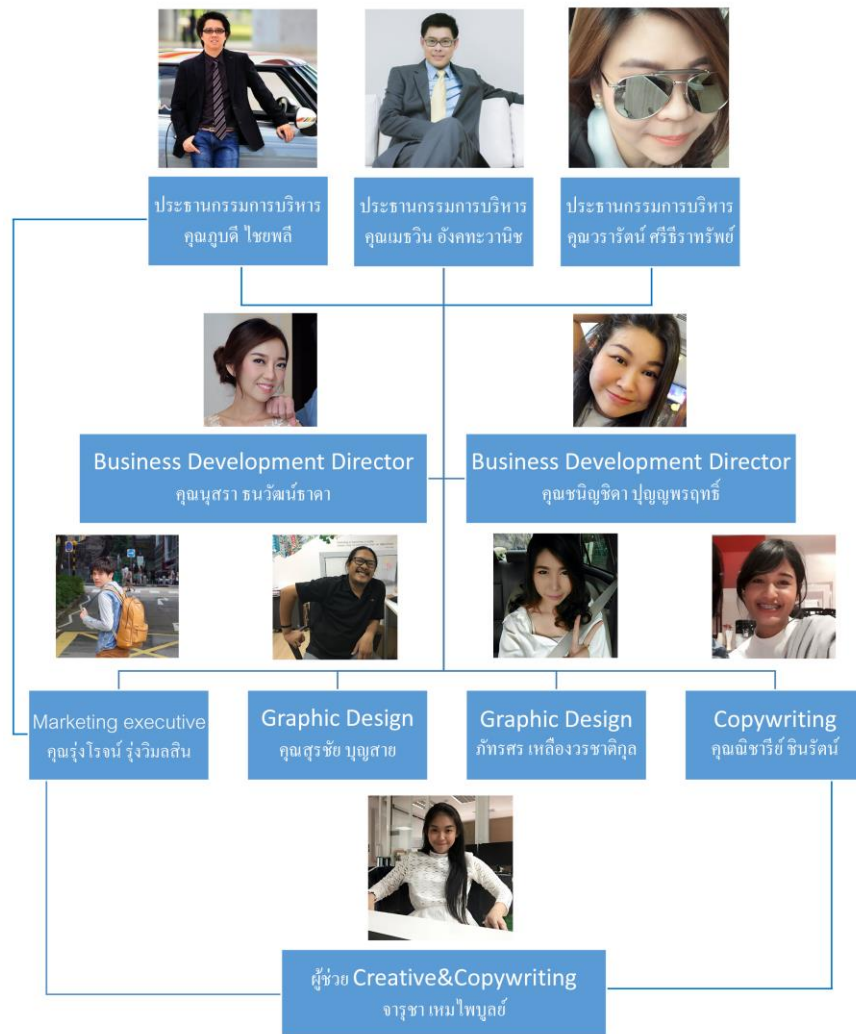 ประธานกรรมการบริหาร
คุณภูบดี ไชยพลี
ประธานกรรมการบริหาร
คุณเมธวิน อังคทะวานิช
ประธานกรรมการบริหาร
คุณวรารัตน์ ศรีธีราทรัพย์
Business Development Director
คุณนุสรา ธนวัฒน์ธาดา
Business Development Director
คุณชนิญชิดา ปุญญพรฤทธิ์
Marketing executive
คุณรุ่งโรจน์ รุ่งวิมลสิน
Graphic Design
คุณสุรชัย บุญสาย
Graphic Design
ภัทรศร เหลืองวรชาติกุล
Copywriting
คุณณิชารีย์ ชินรัตน์
ผู้ช่วย Creative&Copywriting
จารุชา เหมไพบูลย์